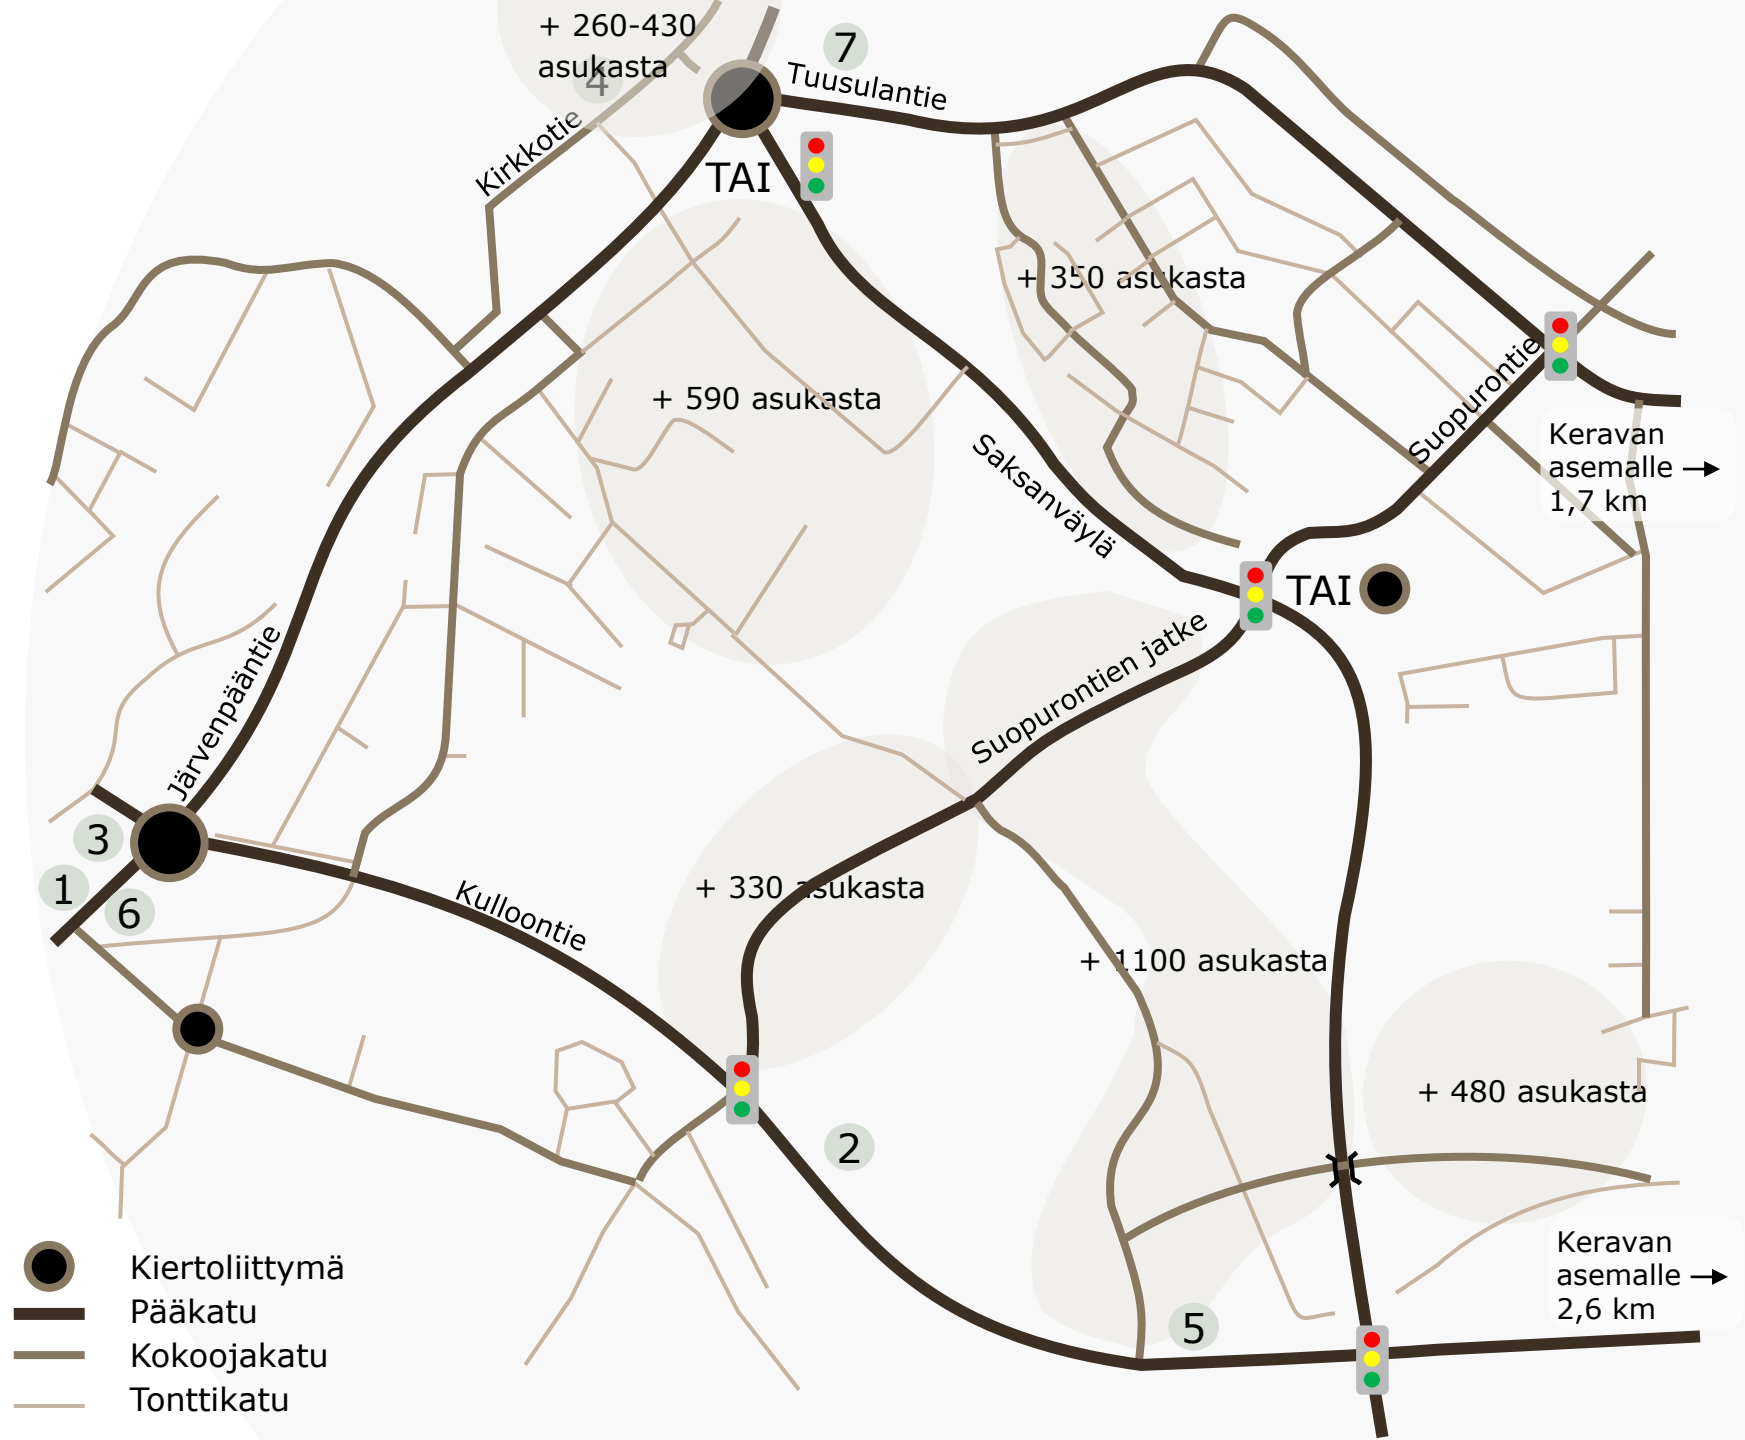 + 260-430
asukasta
4
7
Tuusulantie
Kirkkotie
TAI
+ 350 asukasta
+ 590 asukasta
Suopurontie
Saksanväylä
Keravan
asemalle
1,7 km
TAI
Suopurontien jatke
Järvenpääntie
3
1
6
Kulloontie
+ 330 asukasta
+ 1100 asukasta
+ 480 asukasta
2
5
Keravan
asemalle
2,6 km
Kiertoliittymä
Pääkatu
Kokoojakatu
Tonttikatu